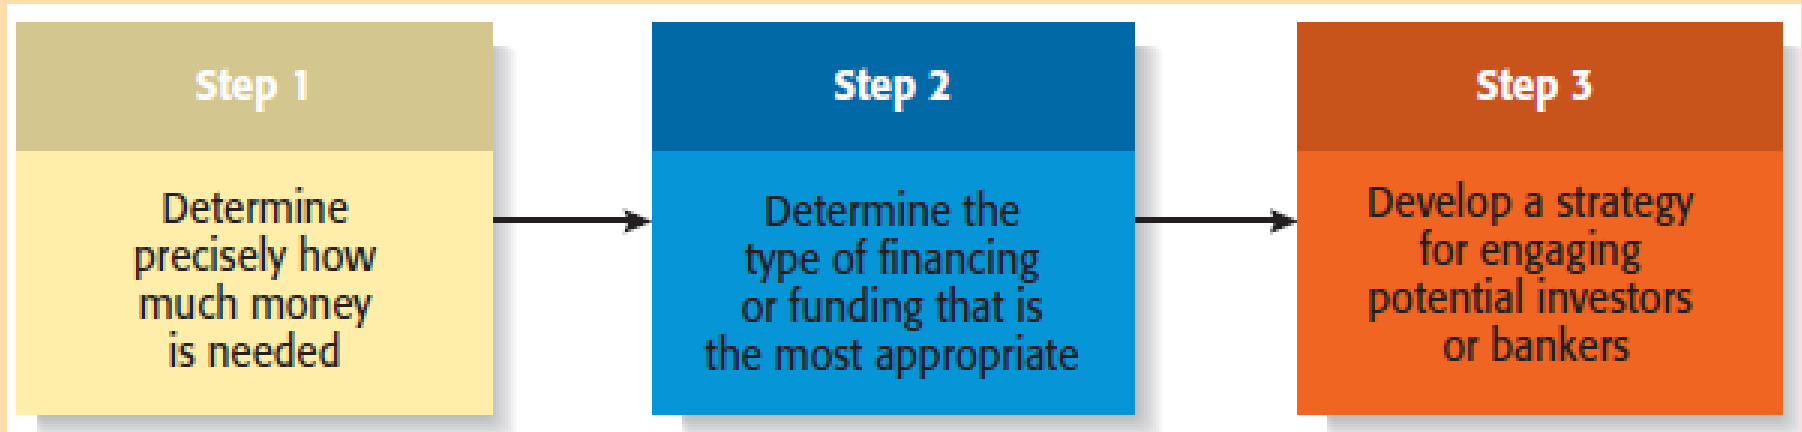 Step 1
Determine
precisely how
much money
is needed
Step 2
Determine the
type of financing
or funding that is
the most appropriate
Step 3
Develop a strategy
for engaging
potential investors
or bankers